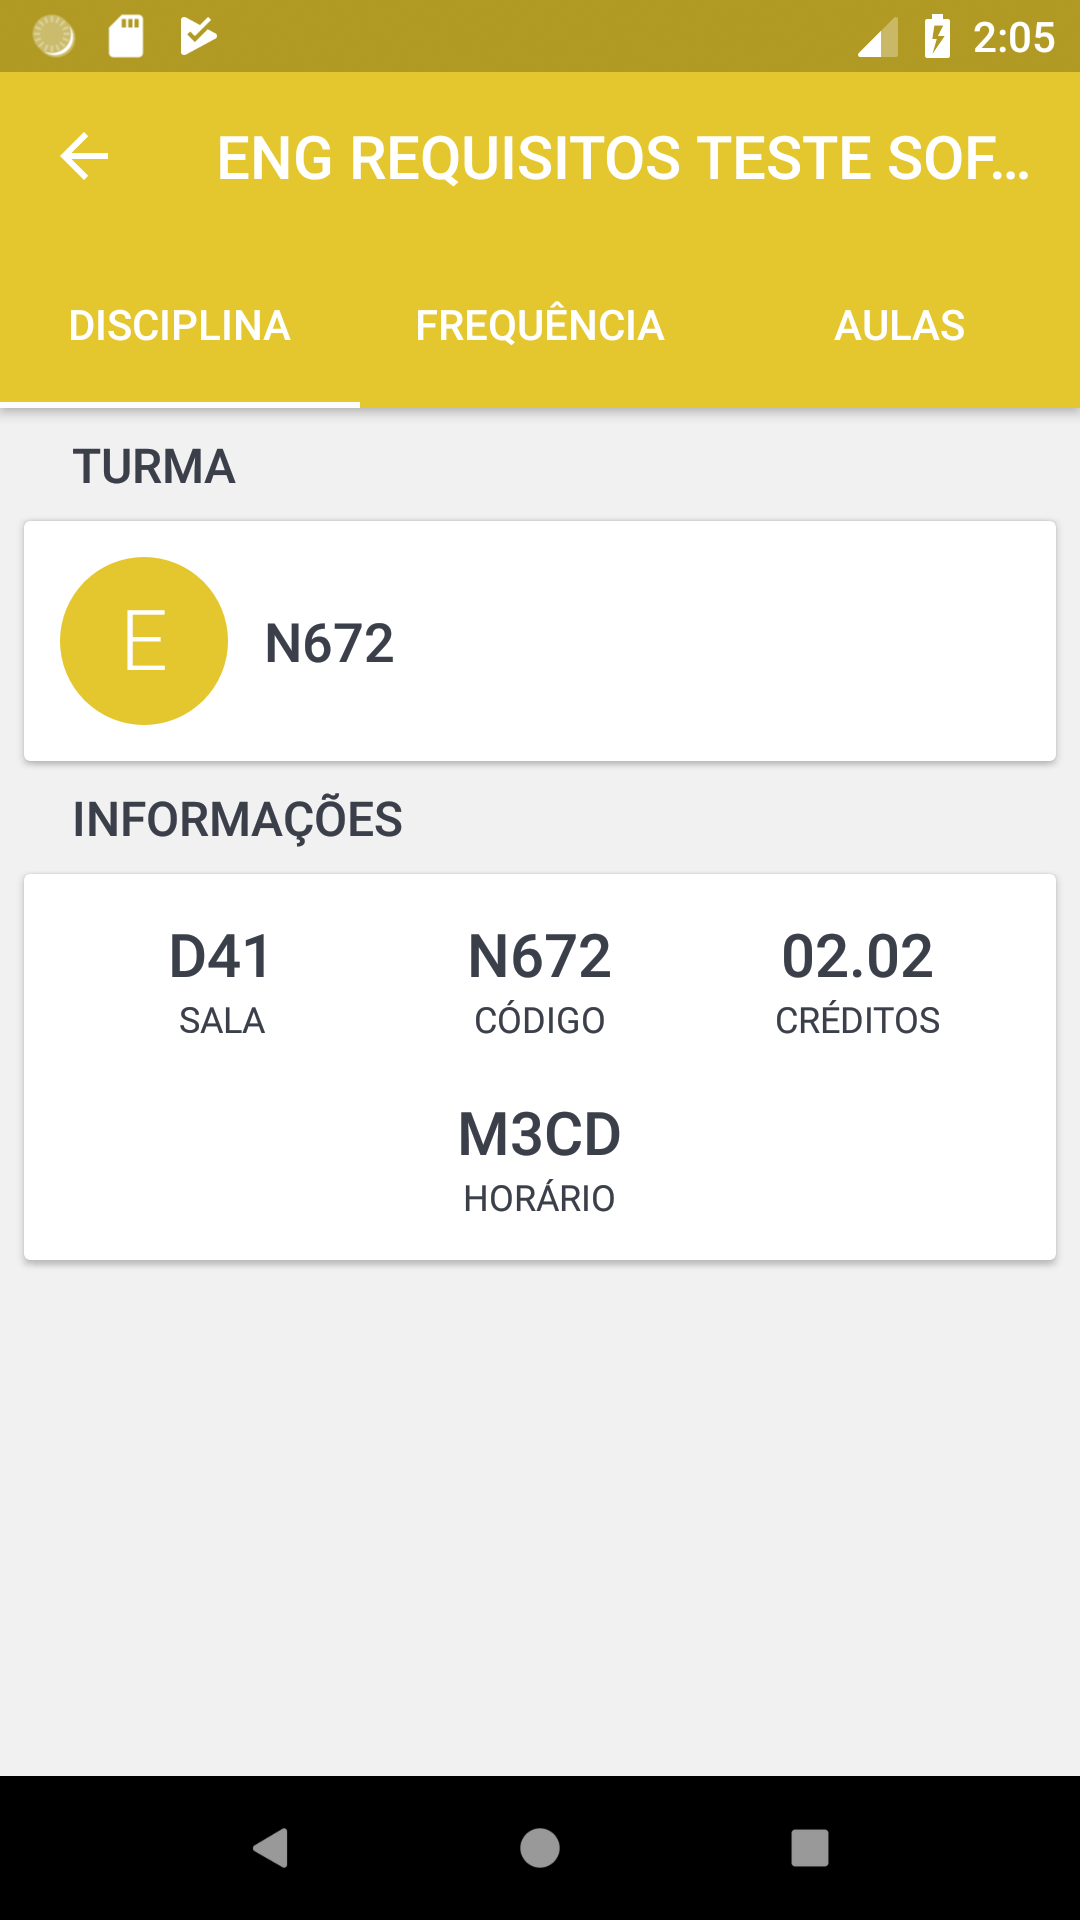 2:05
ENG REQUISITOS TESTE SOF...
DISCIPLINA FREQUÊNCIA AULAS
TURMA
E N672
INFORMAÇÕES
D41 N672 02.02
SALA CÓDIGO CRÉDITOS
M3CD
HORÁRIO